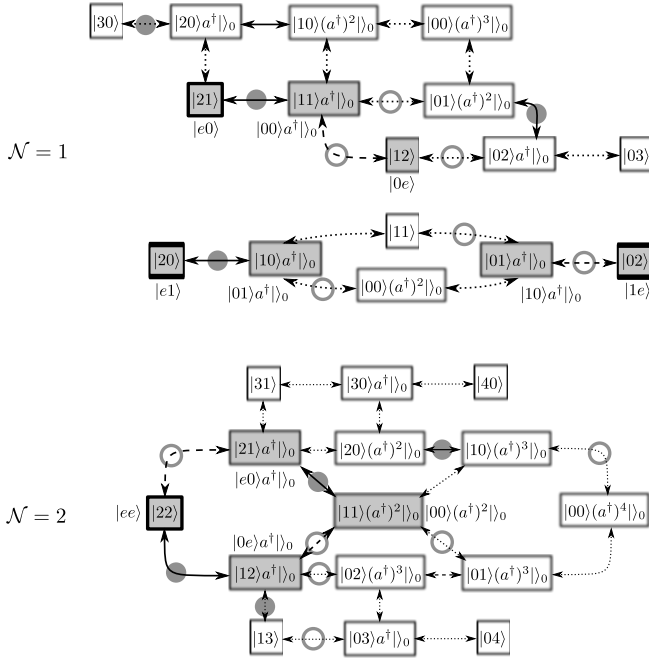 |30⟩ |20⟩a†|⟩₀ |10⟩(a†)²|⟩₀ |00⟩(a†)³|⟩₀
|21⟩ |11⟩a†|⟩₀ |01⟩(a†)²|⟩₀
|e0⟩ |00⟩a†|⟩₀
𝒩 = 1 |12⟩ |02⟩a†|⟩₀ |03⟩
|0e⟩
|11⟩
|20⟩ |10⟩a†|⟩₀ |01⟩a†|⟩₀ |02⟩
|e1⟩ |01⟩a†|⟩₀ |00⟩(a†)²|⟩₀ |10⟩a†|⟩₀ |1e⟩
|31⟩ |30⟩a†|⟩₀ |40⟩
|21⟩a†|⟩₀ |20⟩(a†)²|⟩₀ |10⟩(a†)³|⟩₀
|e0⟩a†|⟩₀
𝒩 = 2 |ee⟩ |22⟩ |11⟩(a†)²|⟩₀ |00⟩(a†)²|⟩₀ |00⟩(a†)⁴|⟩₀
|0e⟩a†|⟩₀
|12⟩a†|⟩₀ |02⟩(a†)³|⟩₀ |01⟩(a†)³|⟩₀
|13⟩ |03⟩a†|⟩₀ |04⟩